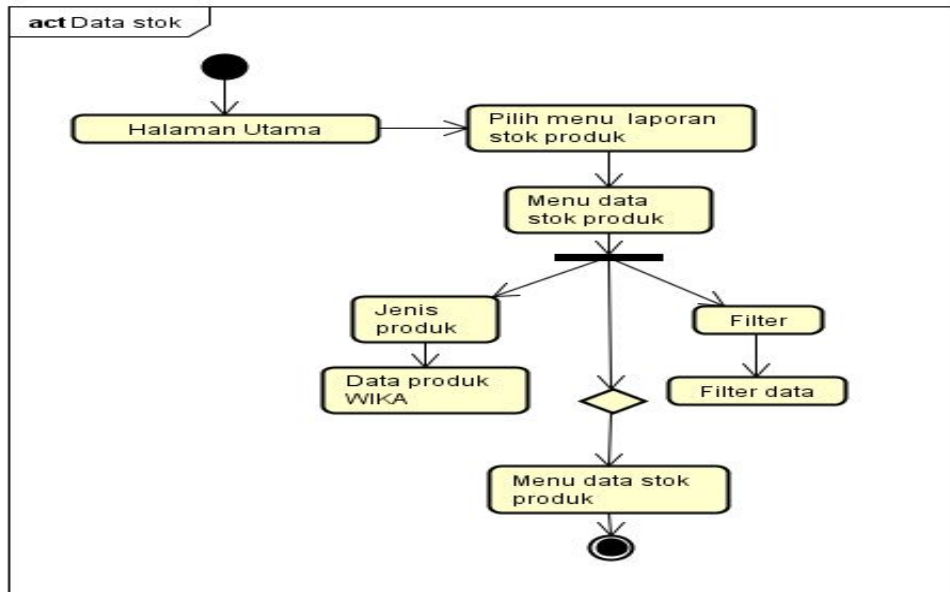 act Data stok
Halaman Utama
Pilih menu laporan
stok produk
Menu data
stok produk
Jenis
produk
Filter
Data produk
WIKA
Filter data
Menu data stok
produk